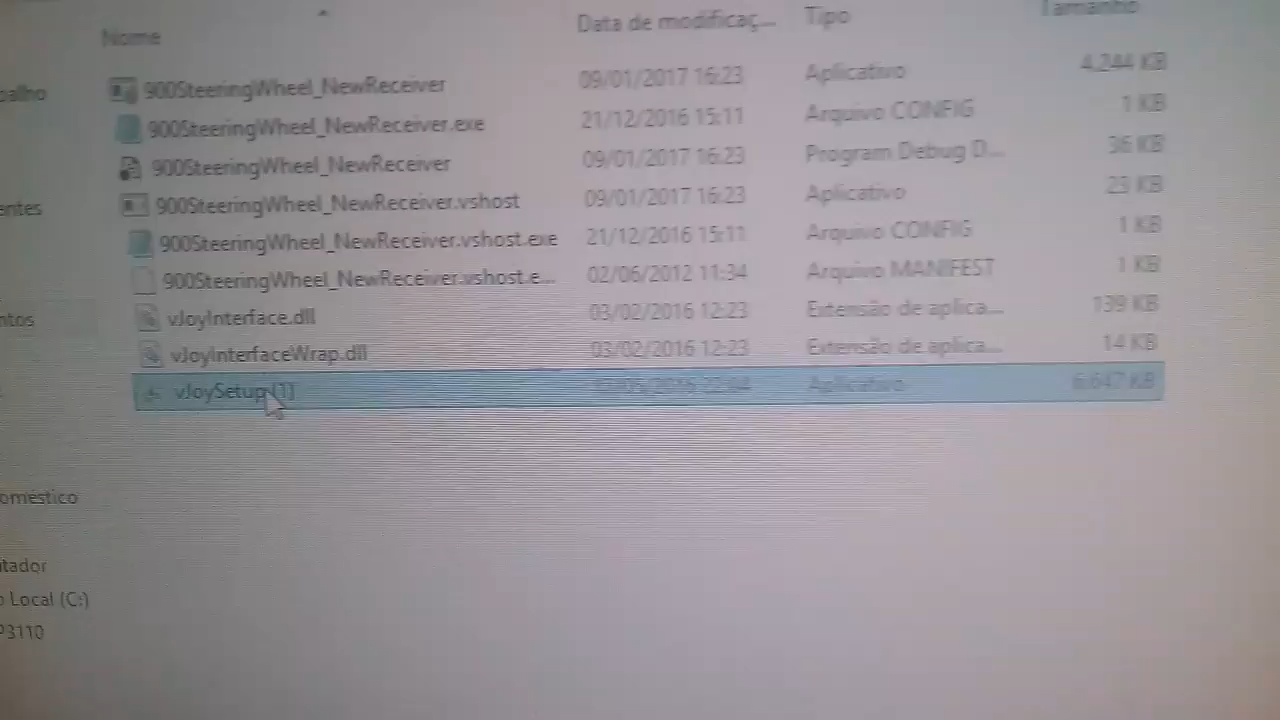 Nome Data de modificaç... Tipo Tamanho
900SteeringWheel_NewReceiver 09/01/2017 16:23 Aplicativo 4.244 KB
900SteeringWheel_NewReceiver.exe 21/12/2016 15:11 Arquivo CONFIG 1 KB
900SteeringWheel_NewReceiver 09/01/2017 16:23 Program Debug D... 36 KB
900SteeringWheel_NewReceiver.vshost 09/01/2017 16:23 Aplicativo 23 KB
900SteeringWheel_NewReceiver.vshost.exe 21/12/2016 15:11 Arquivo CONFIG 1 KB
900SteeringWheel_NewReceiver.vshost.e... 02/06/2012 11:34 Arquivo MANIFEST 1 KB
vJoyInterface.dll 03/02/2016 12:23 Extensão de aplica... 139 KB
vJoyInterfaceWrap.dll 03/02/2016 12:23 Extensão de aplica... 14 KB
vJoySetup (1) Aplicativo 6.647 KB
balho
entes
ntos
oméstico
tador
o Local (C:)
P3110